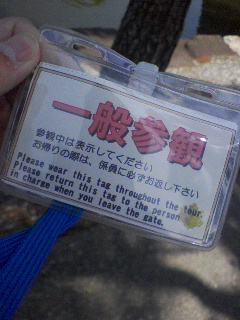 一般参観
参観中は表示してください
お帰りの際は、係員に必ずお返し下さい
Please wear this tag throughout the tour.
Please return this tag to the person
in charge when you leave the gate.